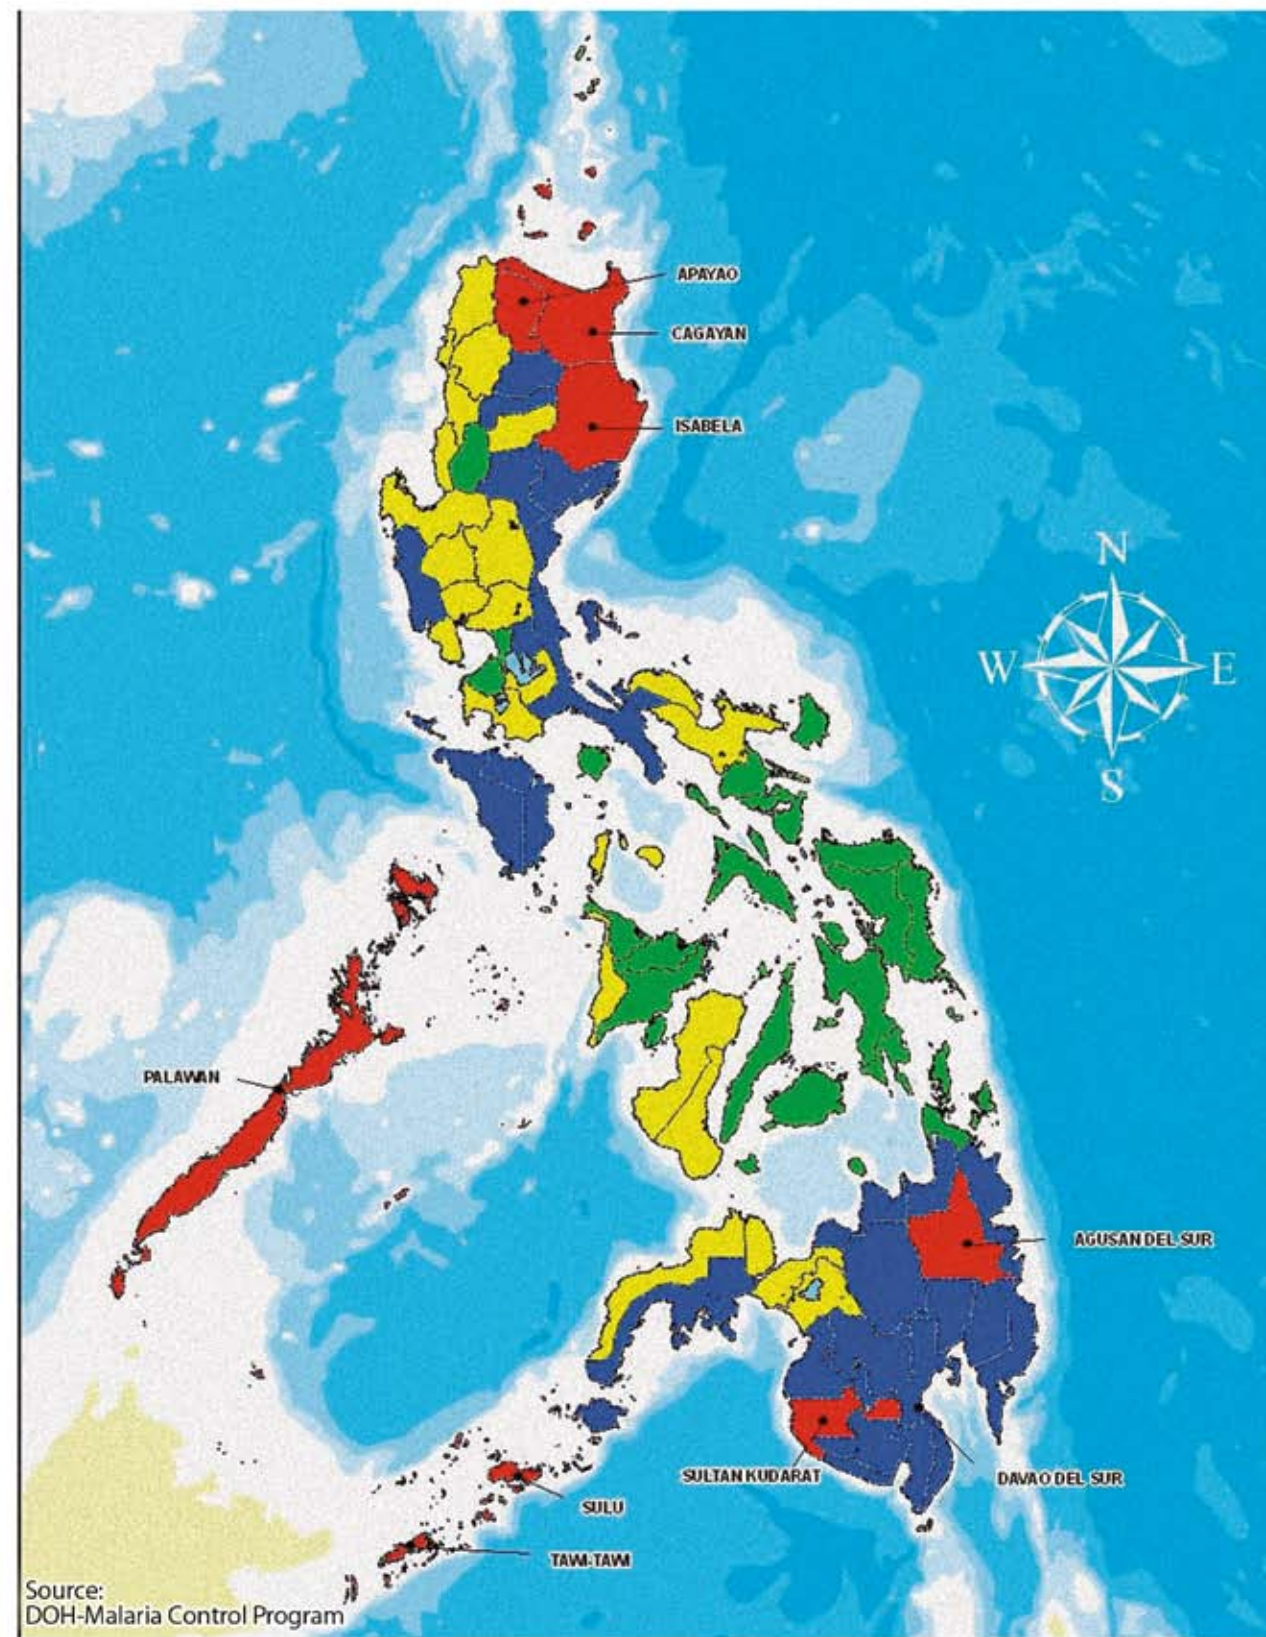 APAYAO
CAGAYAN
ISABELA
N
W E
S
PALAWAN
AGUSAN DEL SUR
SULTAN KUDARAT
DAVAO DEL SUR
SULU
TAWI-TAWI
Source:
DOH-Malaria Control Program